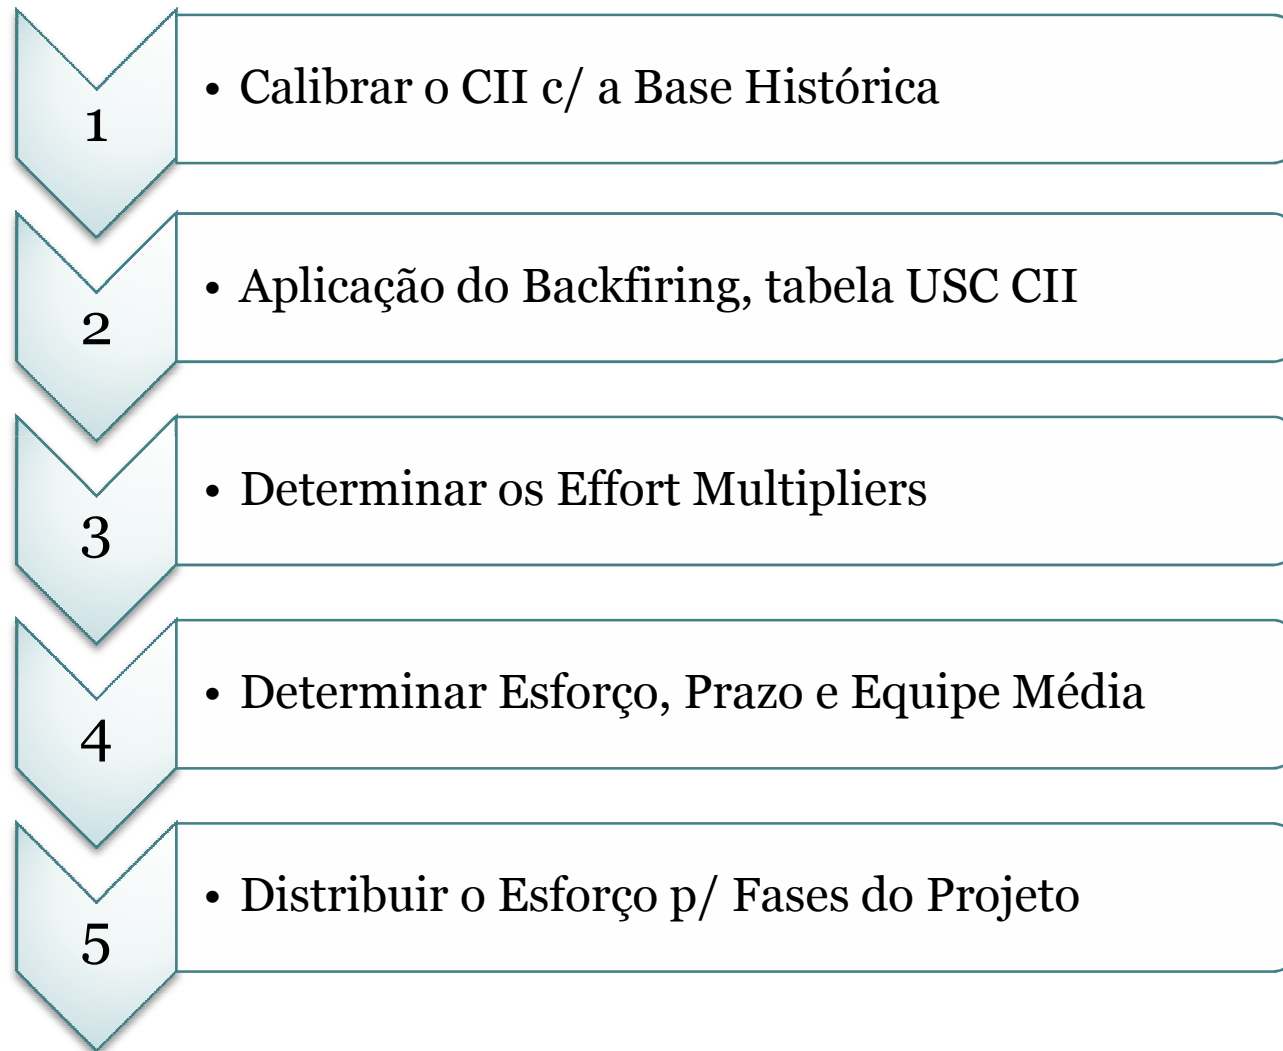 1
• Calibrar o CII c/ a Base Histórica
2
• Aplicação do Backfiring, tabela USC CII
3
• Determinar os Effort Multipliers
4
• Determinar Esforço, Prazo e Equipe Média
5
• Distribuir o Esforço p/ Fases do Projeto